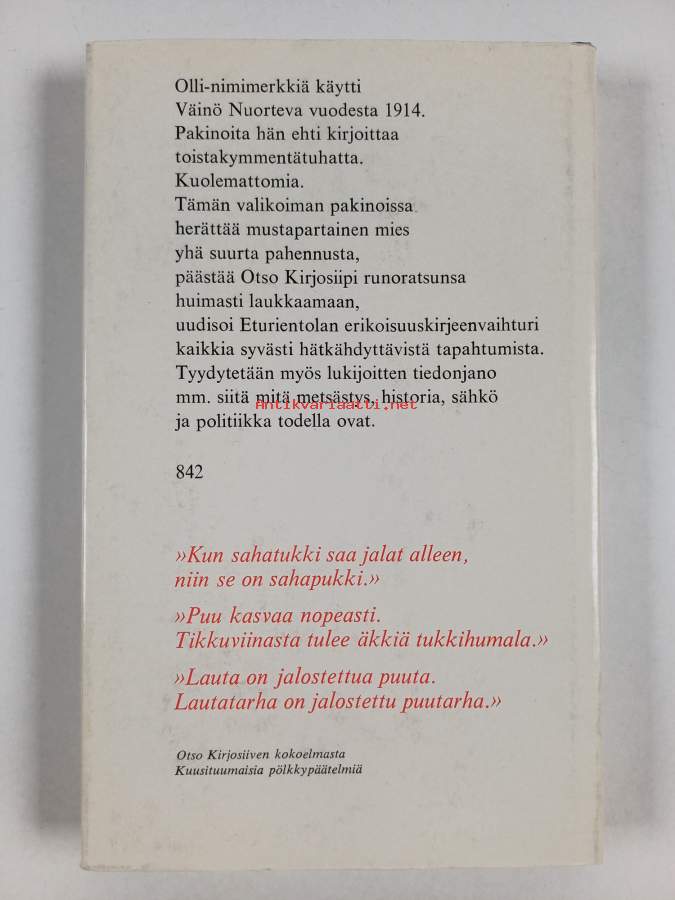 Olli-nimimerkkiä käytti
Väinö Nuorteva vuodesta 1914.
Pakinoita hän ehti kirjoittaa
toistakymmentätuhatta.
Kuolemattomia.
Tämän valikoiman pakinoissa
herättää mustapartainen mies
yhä suurta pahennusta,
päästää Otso Kirjosiipi runoratsunsa
huimasti laukkaamaan,
uudisoi Eturientolan erikoisuuskirjeenvaihturi
kaikkia syvästi hätkähdyttävistä tapahtumista.
Tyydytetään myös lukijoitten tiedonjano
mm. siitä mitä metsästys, historia, sähkö
Antikvariaatti.net
ja politiikka todella ovat.
842
»Kun sahatukki saa jalat alleen,
niin se on sahapukki.»
»Puu kasvaa nopeasti.
Tikkuviinasta tulee äkkiä tukkihumala.»
»Lauta on jalostettua puuta.
Lautatarha on jalostettu puutarha.»
Otso Kirjosiiven kokoelmasta
Kuusituumaisia pölkkypäätelmiä